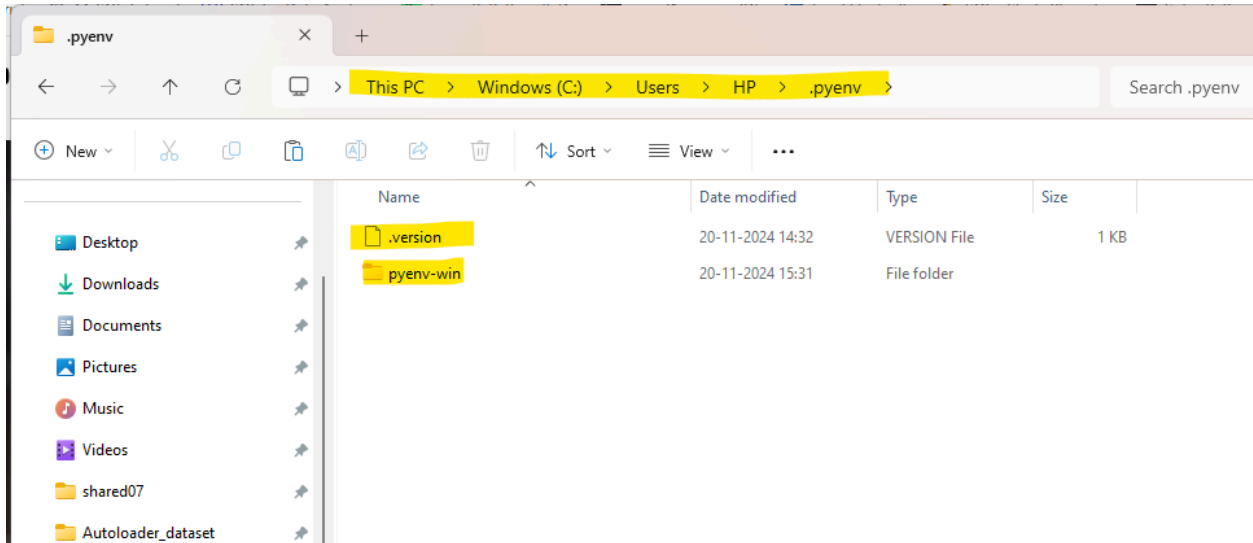 .pyenv
This PC > Windows (C:) > Users > HP > .pyenv >
Search .pyenv
New
Sort
View
Name
Date modified
Type
Size
.version
20-11-2024 14:32
VERSION File
1 KB
pyenv-win
20-11-2024 15:31
File folder
Desktop
Downloads
Documents
Pictures
Music
Videos
shared07
Autoloader_dataset